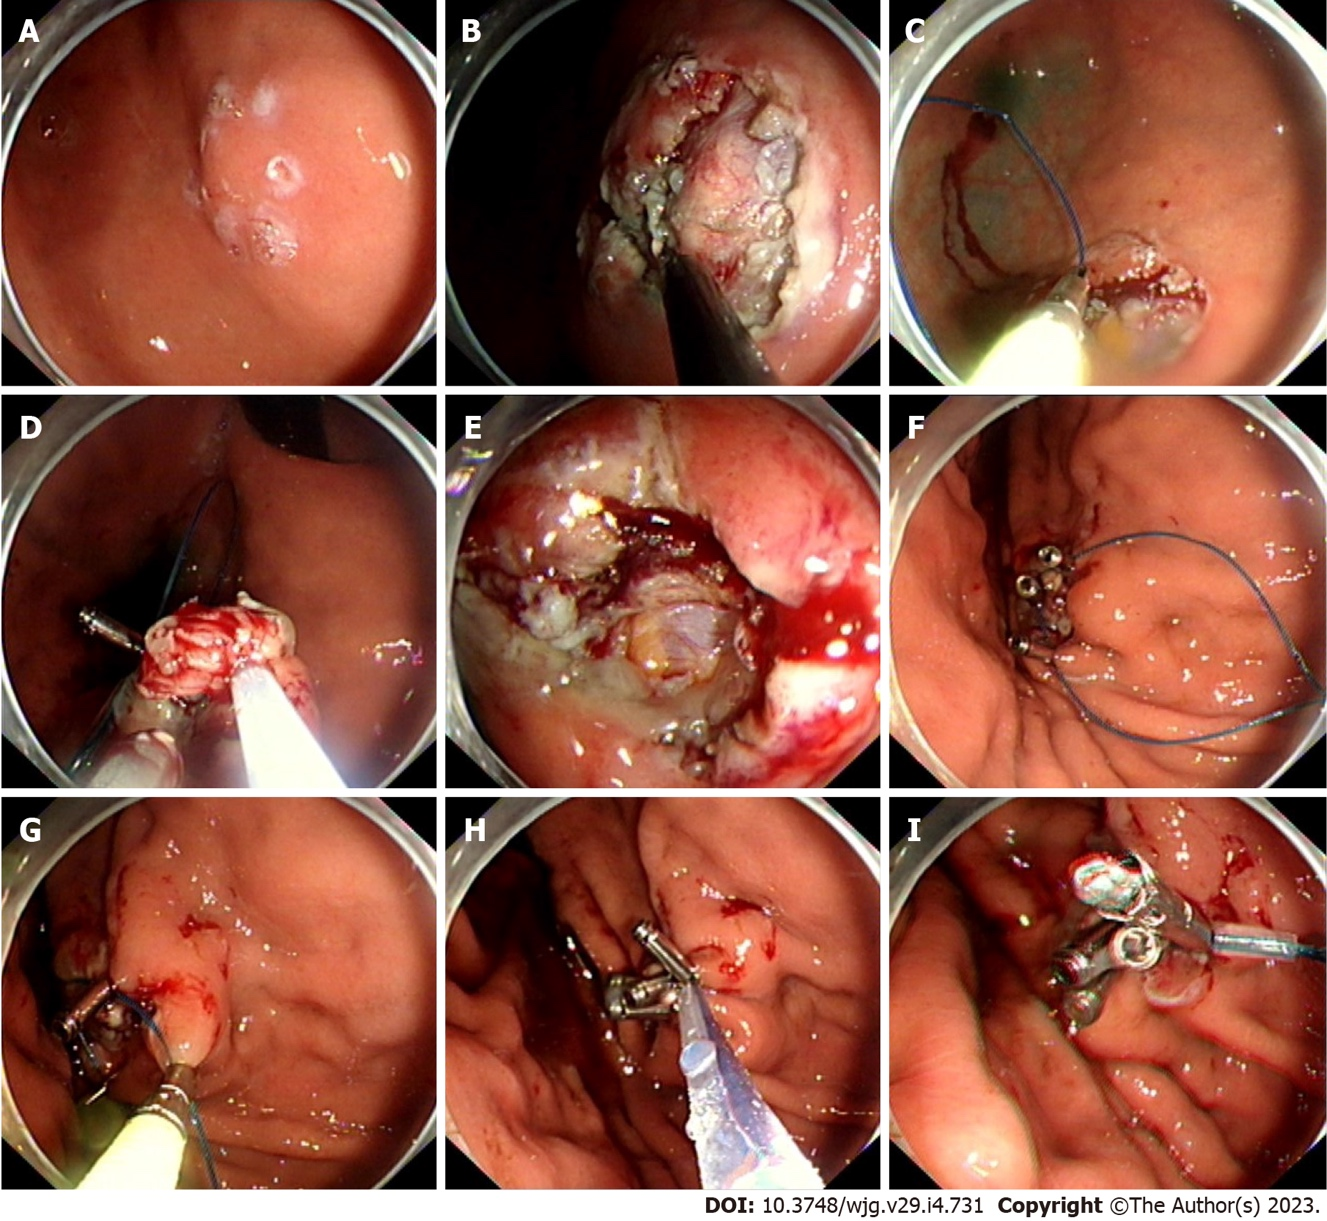 A
B
C
D
E
F
G
H
I
DOI: 10.3748/wjg.v29.i4.731 Copyright ©The Author(s) 2023.